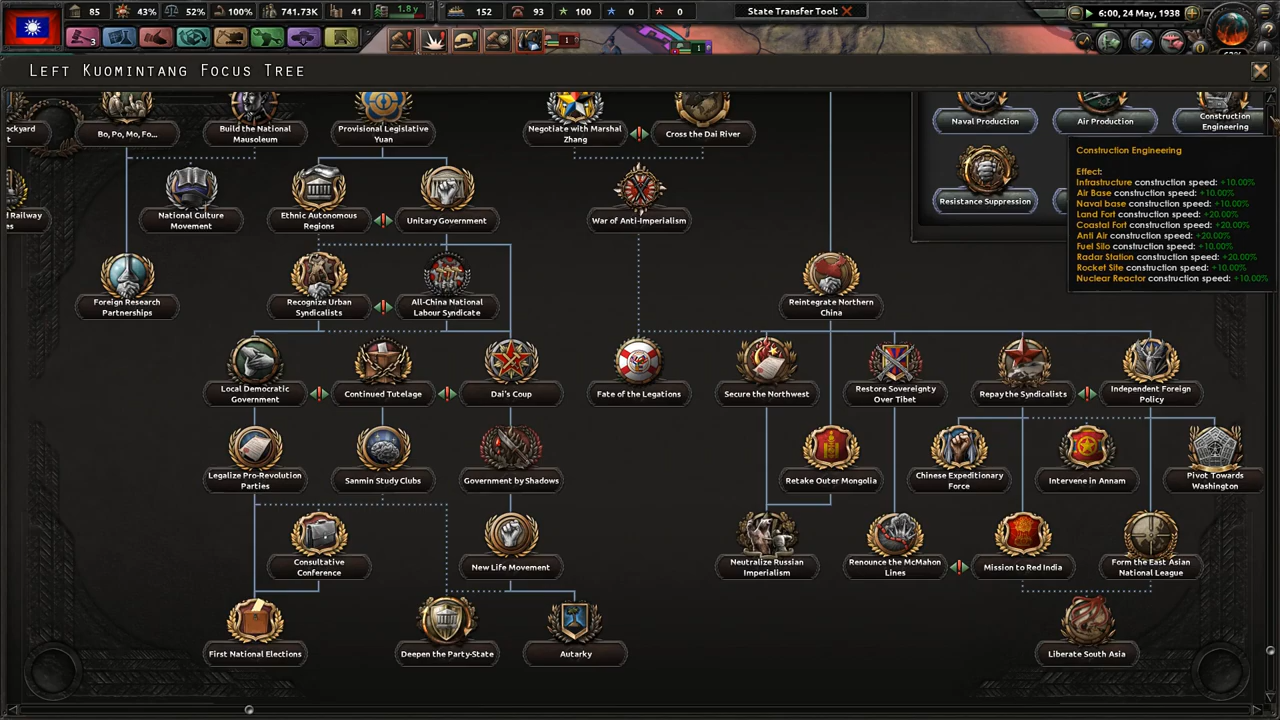 85 43% 52% 100% 741.73K 41 1.8 y 152 93 100 0 0 State Transfer Tool: 6:00, 24 May, 1938
3 1 1 0
LEFT KUOMINTANG FOCUS TREE
ockyard
Bo, Po, Mo, Fo...
Build the National
Mausoleum
Provisional Legislative
Yuan
Negotiate with Marshal
Zhang
Cross the Dai River
Naval Production
Air Production
Construction
Engineering
Railway
National Culture
Movement
Ethnic Autonomous
Regions
Unitary Government
War of Anti-Imperialism
Resistance Suppression
Construction Engineering
Effect:
Infrastructure construction speed: +10.00%
Air Base construction speed: +10.00%
Naval base construction speed: +10.00%
Land Fort construction speed: +20.00%
Coastal Fort construction speed: +20.00%
Anti Air construction speed: +20.00%
Fuel Silo construction speed: +10.00%
Radar Station construction speed: +20.00%
Rocket Site construction speed: +10.00%
Nuclear Reactor construction speed: +10.00%
Foreign Research
Partnerships
Recognize Urban
Syndicalists
All-China National
Labour Syndicate
Reintegrate Northern
China
Local Democratic
Government
Continued Tutelage
Dai's Coup
Fate of the Legations
Secure the Northwest
Restore Sovereignty
Over Tibet
Repay the Syndicalists
Independent Foreign
Policy
Legalize Pro-Revolution
Parties
Sanmin Study Clubs
Government by Shadows
Retake Outer Mongolia
Chinese Expeditionary
Force
Intervene in Annam
Pivot Towards
Washington
Consultative
Conference
New Life Movement
Neutralize Russian
Imperialism
Renounce the McMahon
Lines
Mission to Red India
Form the East Asian
National League
First National Elections
Deepen the Party-State
Autarky
Liberate South Asia